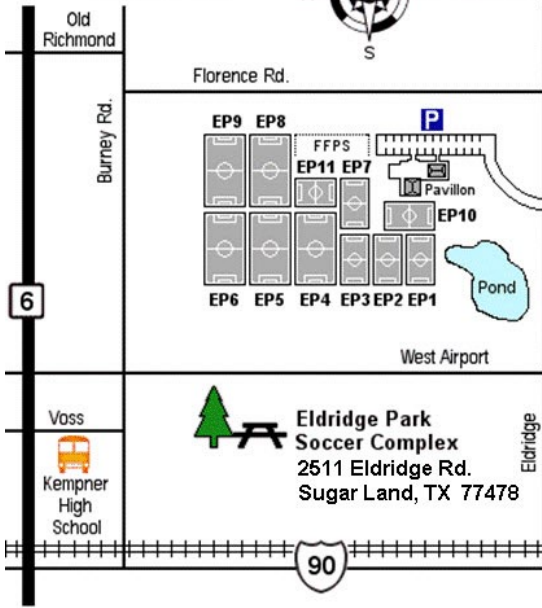 S
Old
Richmond
Florence Rd.
Burney Rd.
EP9 EP8
P
FFPS
EP11 EP7
Pavillon
EP10
6
EP6 EP5 EP4 EP3 EP2 EP1
Pond
West Airport
Voss
Eldridge Park
Soccer Complex
2511 Eldridge Rd.
Sugar Land, TX 77478
Eldridge
Kempner
High
School
90